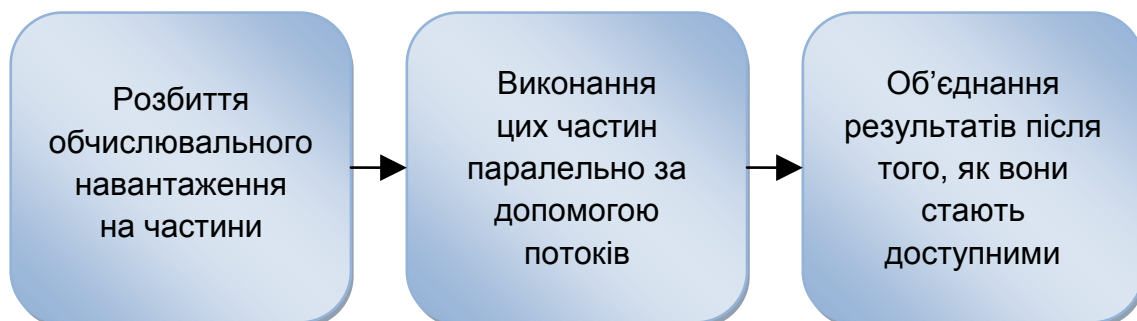 Розбиття
обчислювального
навантаження
на частини
Виконання
цих частин
паралельно за
допомогою
потоків
Об’єднання
результатів після
того, як вони
стають
доступними